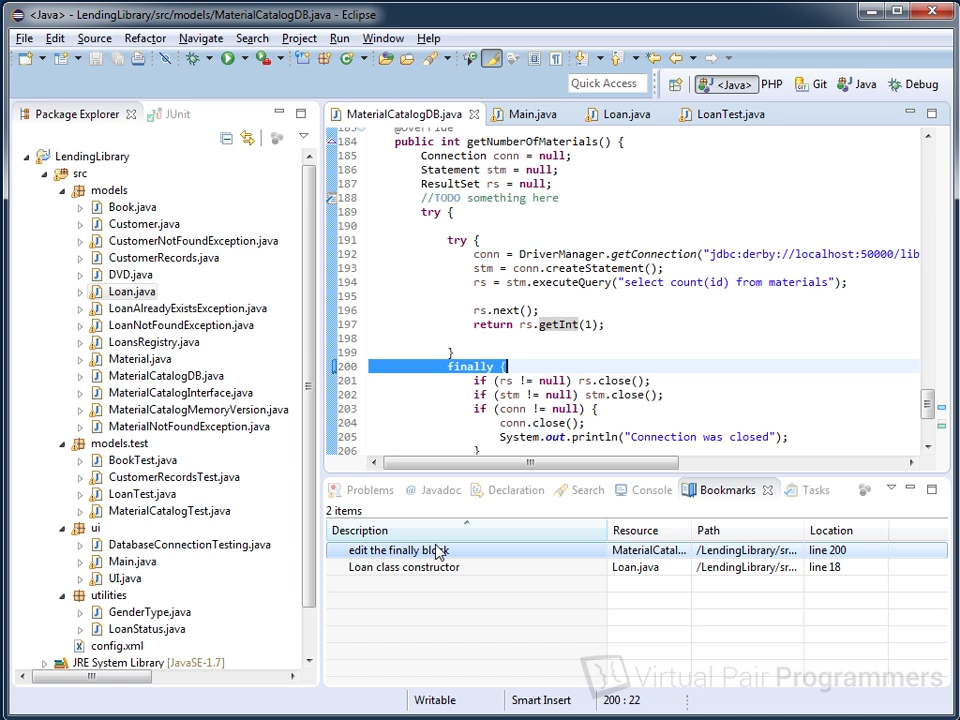 <Java> - LendingLibrary/src/models/MaterialCatalogDB.java - Eclipse
File Edit Source Refactor Navigate Search Project Run Window Help
Quick Access <Java> PHP Git Java Debug
Package Explorer JUnit
MaterialCatalogDB.java Main.java Loan.java LoanTest.java
LendingLibrary
src
models
Book.java
Customer.java
CustomerNotFoundException.java
CustomerRecords.java
DVD.java
Loan.java
LoanAlreadyExistsException.java
LoanNotFoundException.java
LoansRegistry.java
Material.java
MaterialCatalogDB.java
MaterialCatalogInterface.java
MaterialCatalogMemoryVersion.java
MaterialNotFoundException.java
models.test
BookTest.java
CustomerRecordsTest.java
LoanTest.java
MaterialCatalogTest.java
ui
DatabaseConnectionTesting.java
Main.java
UI.java
utilities
GenderType.java
LoanStatus.java
config.xml
JRE System Library [JavaSE-1.7]
183 @Override
184 public int getNumberOfMaterials() {
185 Connection conn = null;
186 Statement stm = null;
187 ResultSet rs = null;
188 //TODO something here
189 try {
190
191 try {
192 conn = DriverManager.getConnection("jdbc:derby://localhost:50000/lib
193 stm = conn.createStatement();
194 rs = stm.executeQuery("select count(id) from materials");
195
196 rs.next();
197 return rs.getInt(1);
198
199 }
200 finally {
201 if (rs != null) rs.close();
202 if (stm != null) stm.close();
203 if (conn != null) {
204 conn.close();
205 System.out.println("Connection was closed");
206 }
Problems @ Javadoc Declaration Search Console Bookmarks Tasks
2 items
Description Resource Path Location
edit the finally block MaterialCatal... /LendingLibrary/sr... line 200
Loan class constructor Loan.java /LendingLibrary/sr... line 18
Virtual Pair Programmers
Writable Smart Insert 200 : 22